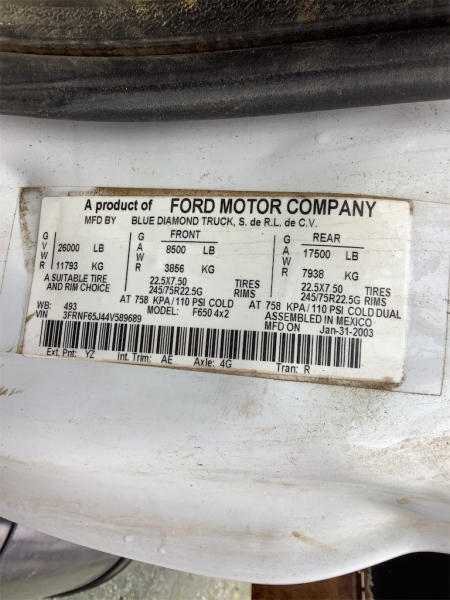 A product of FORD MOTOR COMPANY
MFD BY BLUE DIAMOND TRUCK, S. de R.L. de C.V.
GVWR 26000 LB 11793 KG
FRONT GAWR 8500 LB 3856 KG
REAR GAWR 17500 LB 7938 KG
A SUITABLE TIRE AND RIM CHOICE
22.5X7.50 TIRES 22.5X7.50 TIRES
245/75R22.5G RIMS 245/75R22.5G RIMS
AT 758 KPA/110 PSI COLD AT 758 KPA/110 PSI COLD DUAL
WB: 493 MODEL: F650 4x2 ASSEMBLED IN MEXICO
VIN 3FRNF65J44V589689 MFD ON Jan-31-2003
Ext. Pnt: YZ Int. Trim: AE Axle: 4G Tran: R